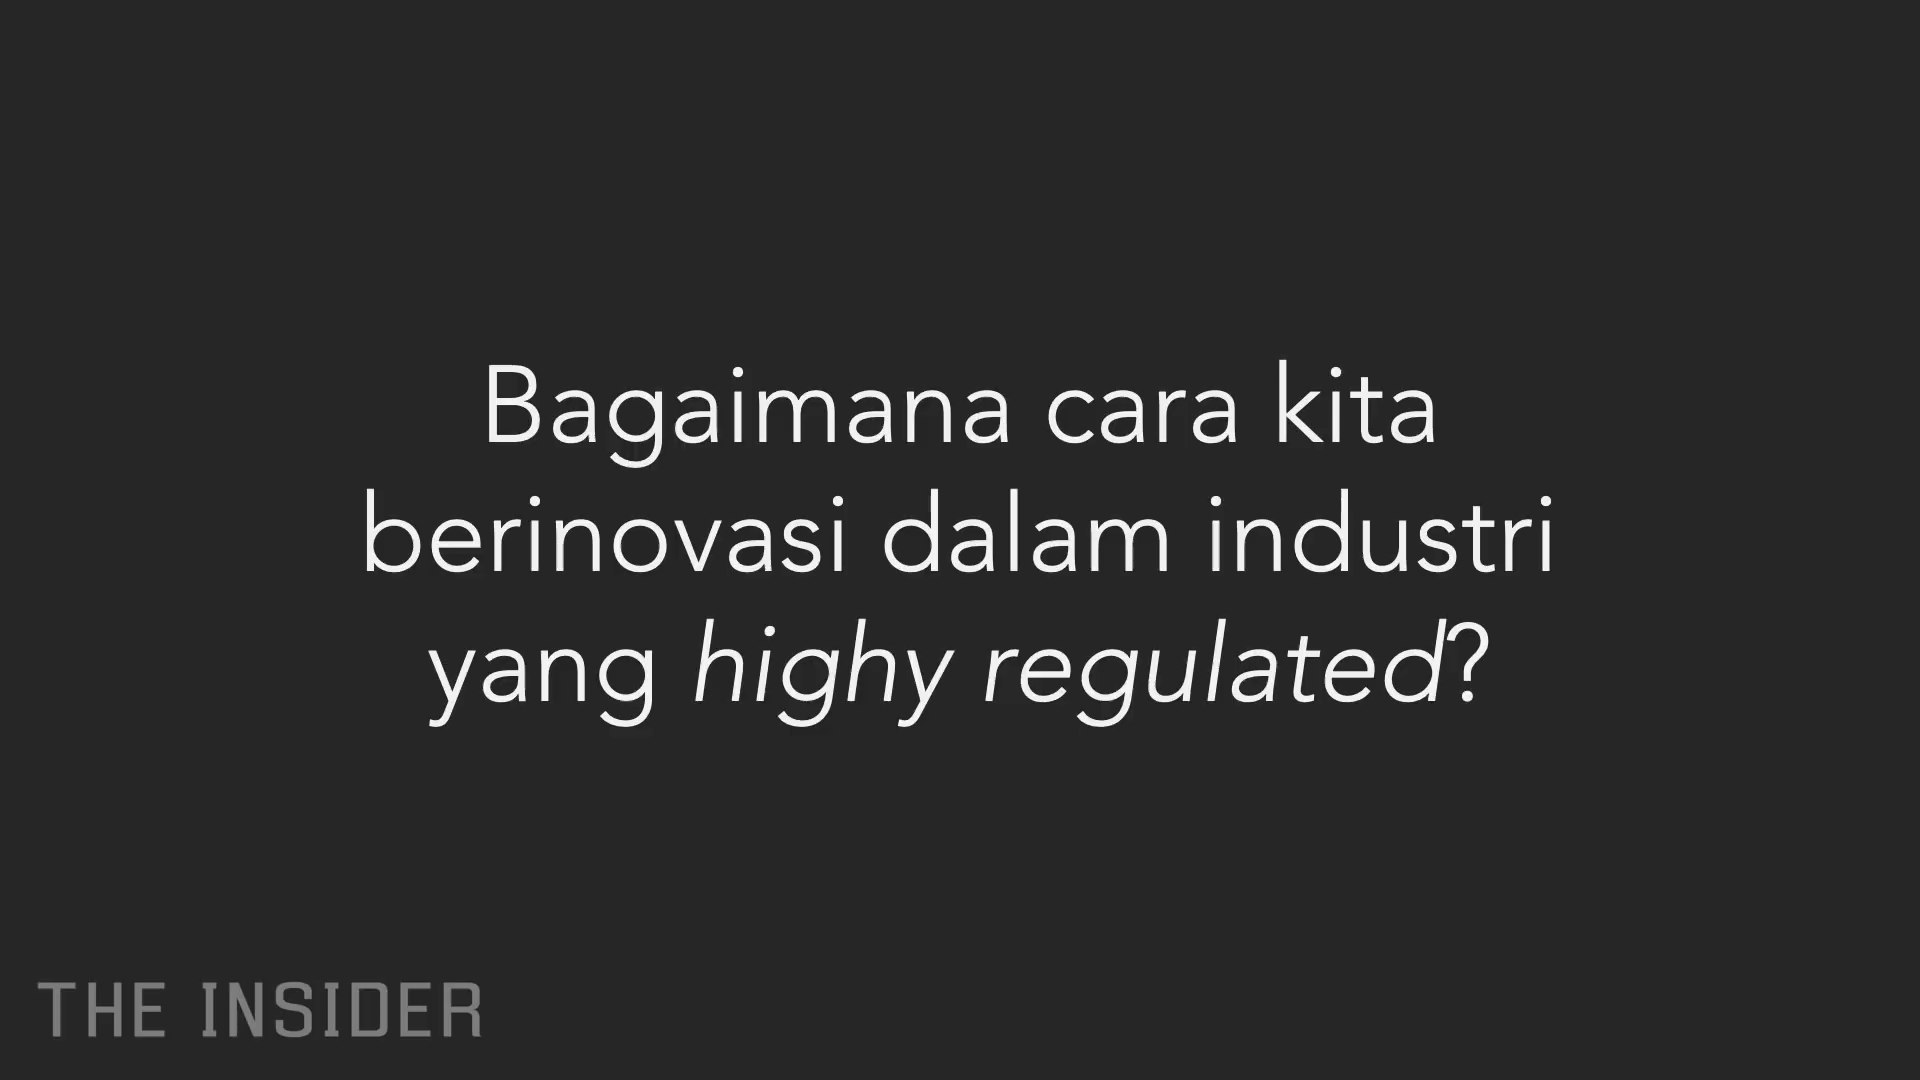 Bagaimana cara kita
berinovasi dalam industri
yang highy regulated?
THE INSIDER